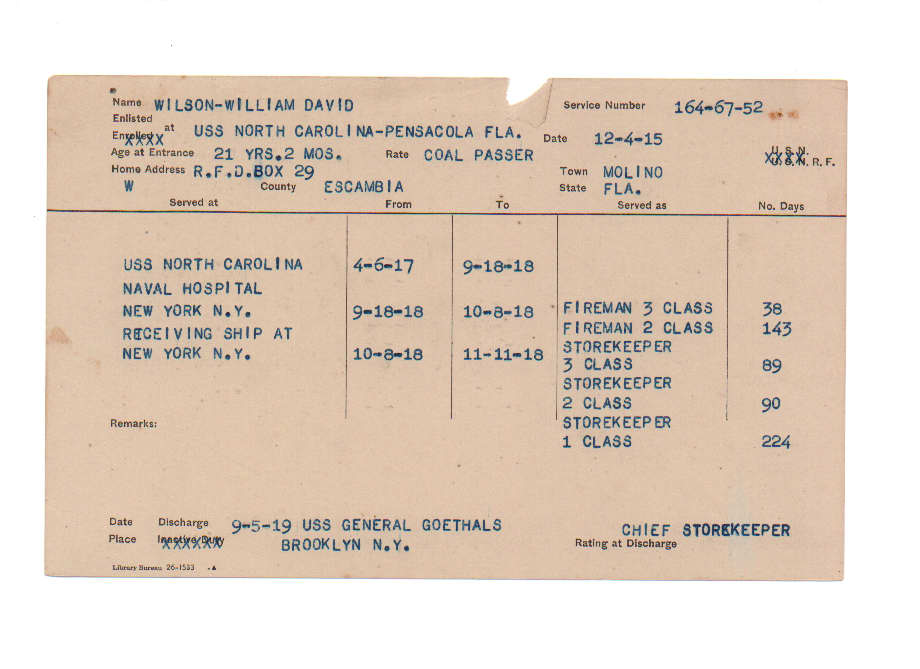 Name WILSON-WILLIAM DAVID Service Number 164-67-52
Enlisted
Enrolled at USS NORTH CAROLINA-PENSACOLA FLA. Date 12-4-15
Age at Entrance 21 YRS.2 MOS. Rate COAL PASSER U.S.N.
U.S.N.R.F.
Home Address R.F.D.BOX 29 Town MOLINO
W County ESCAMBIA State FLA.
Served at From To Served as No. Days
USS NORTH CAROLINA 4-6-17 9-18-18
NAVAL HOSPITAL
NEW YORK N.Y. 9-18-18 10-8-18 FIREMAN 3 CLASS 38
RECEIVING SHIP AT FIREMAN 2 CLASS 143
NEW YORK N.Y. 10-8-18 11-11-18 STOREKEEPER
3 CLASS 89
STOREKEEPER
2 CLASS 90
Remarks: STOREKEEPER
1 CLASS 224
Date Discharge 9-5-19 USS GENERAL GOETHALS CHIEF STOREKEEPER
Place Inactive Duty BROOKLYN N.Y. Rating at Discharge
Library Bureau 26-1533